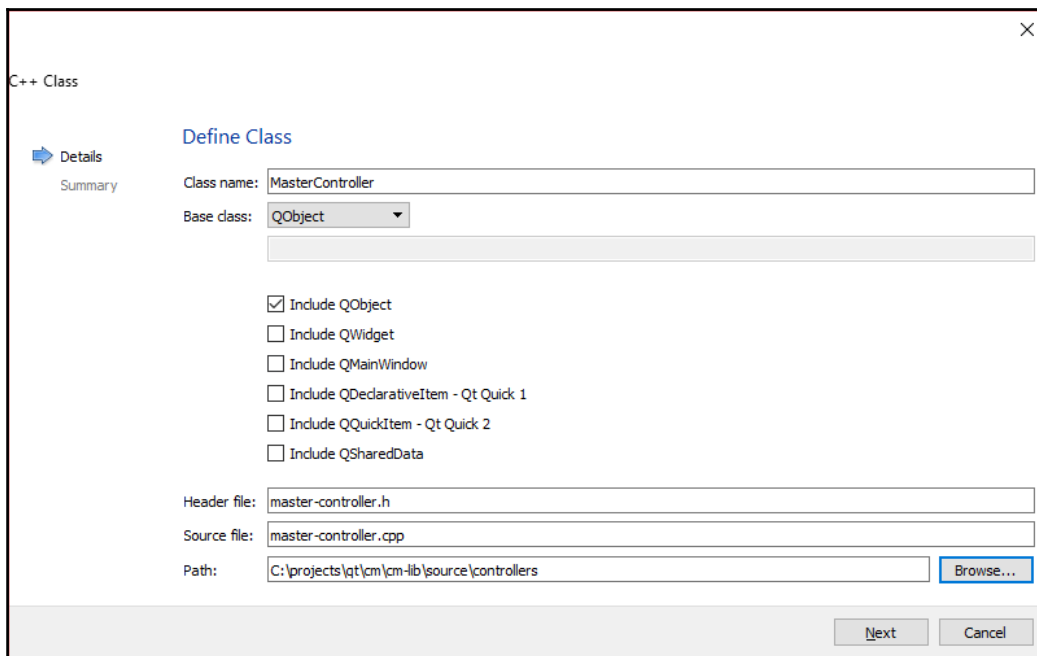 C++ Class
Define Class
Details
Summary
Class name: MasterController
Base class: QObject
Include QObject
Include QWidget
Include QMainWindow
Include QDeclarativeItem - Qt Quick 1
Include QQuickItem - Qt Quick 2
Include QSharedData
Header file: master-controller.h
Source file: master-controller.cpp
Path: C:\projects\qt\cm\cm-lib\source\controllers Browse...
Next Cancel